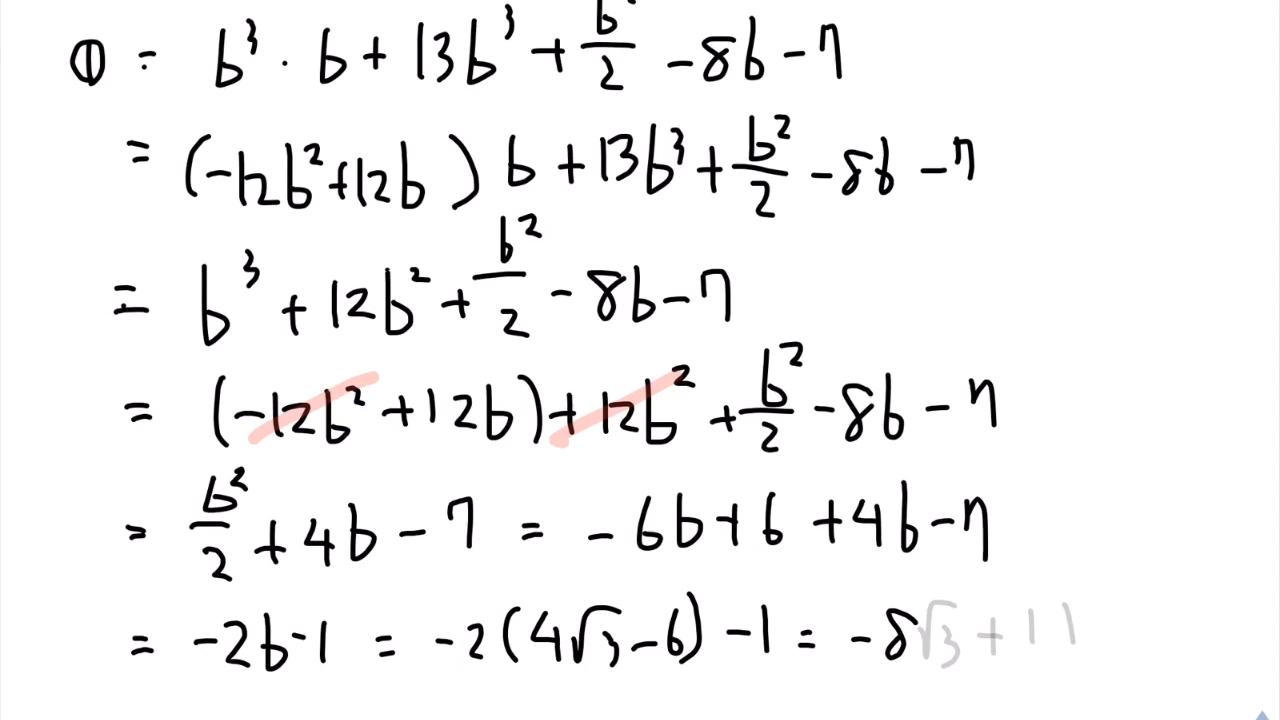 ① = b³ · b + 13b³ + b²/2 - 8b - 7
= (-12b² + 12b) b + 13b³ + b²/2 - 8b - 7
= b³ + 12b² + b²/2 - 8b - 7
= (-12b² + 12b) + 12b² + b²/2 - 8b - 7
= b²/2 + 4b - 7 = -6b + 6 + 4b - 7
= -2b - 1 = -2(4√3 - 6) - 1 = -8√3 + 11